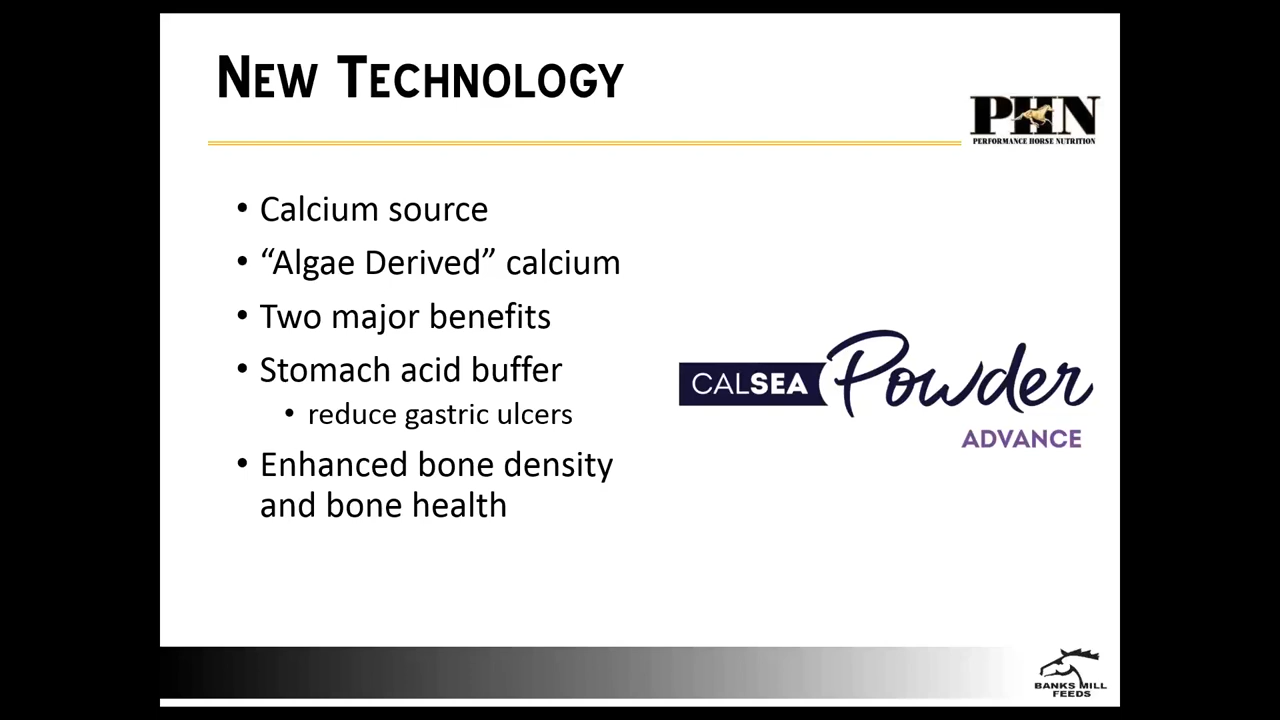 New Technology
PHN
PERFORMANCE HORSE NUTRITION
• Calcium source
• “Algae Derived” calcium
• Two major benefits
• Stomach acid buffer
• reduce gastric ulcers
• Enhanced bone density
and bone health
CALSEA Powder
ADVANCE
BANKS MILL
FEEDS